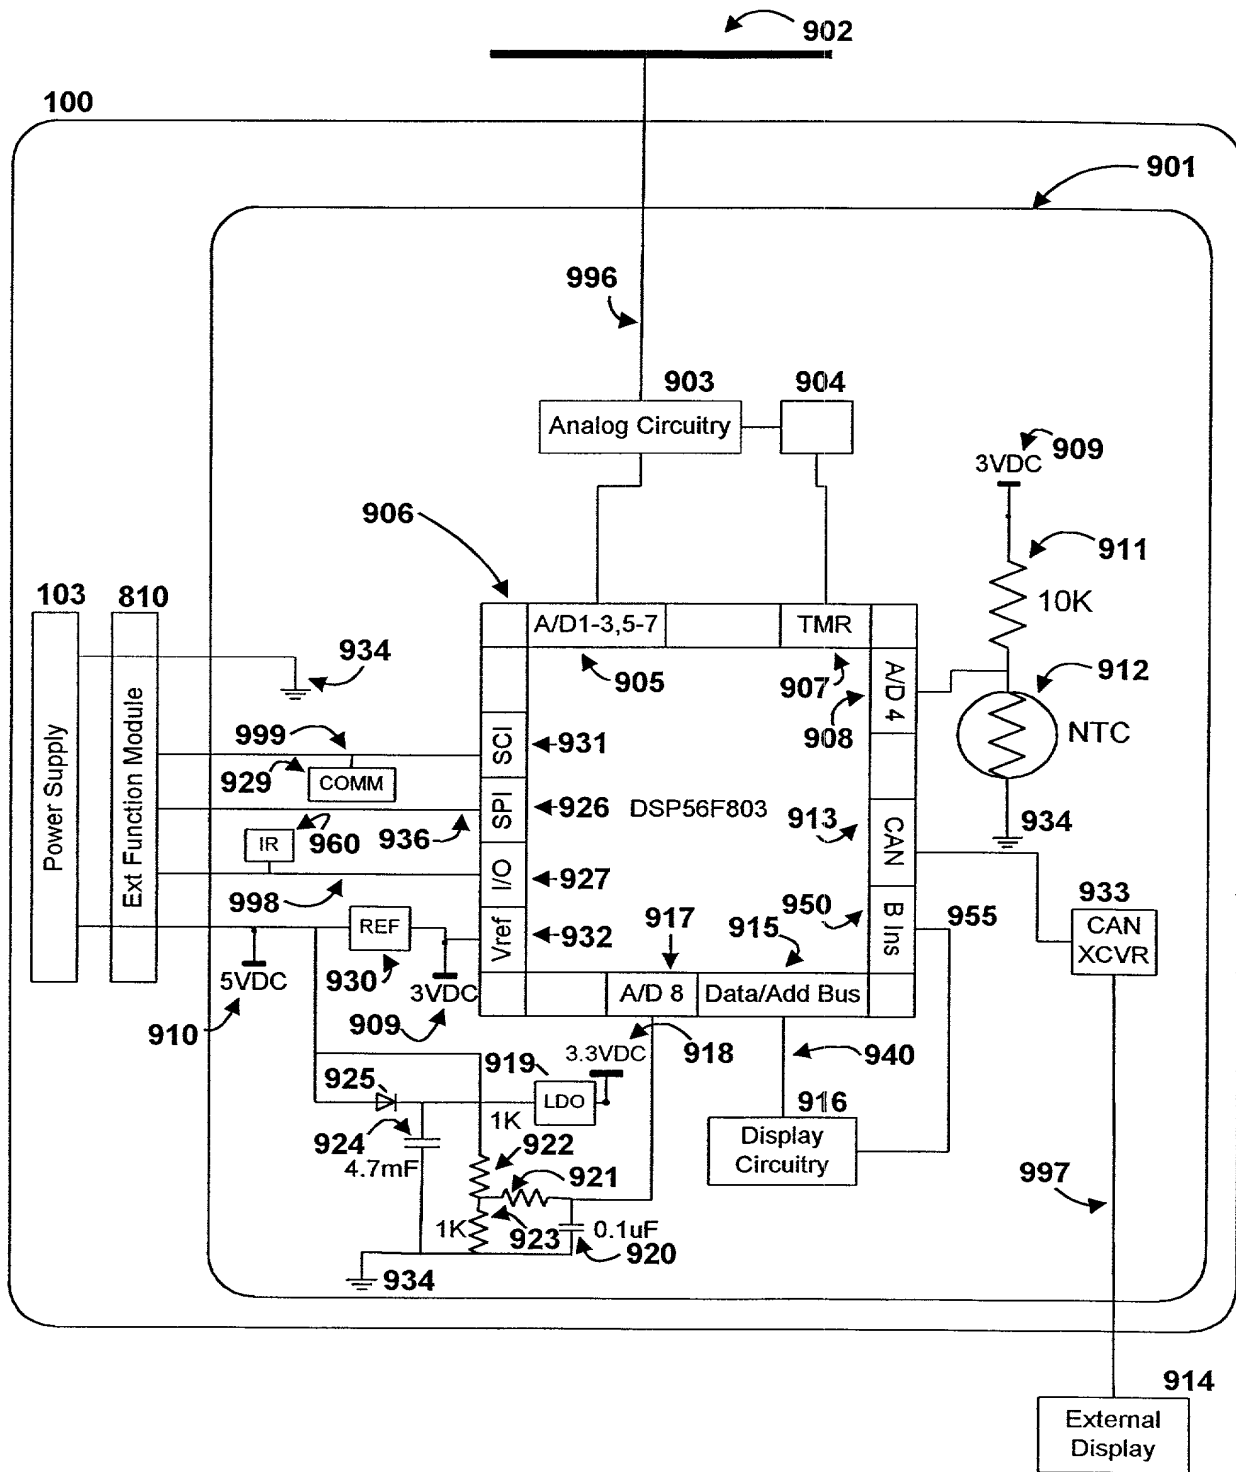 902
100
901
996
903
904
Analog Circuitry
909
3VDC
906
911
10K
103
810
A/D1-3,5-7
TMR
934
905
907
A/D 4
912
908
NTC
Power Supply
Ext Function Module
999
929
COMM
SCI
931
SPI
926
DSP56F803
936
913
CAN
934
IR
960
I/O
927
998
950
B Ins
955
933
CAN
XCVR
REF
930
Vref
932
917
915
5VDC
3VDC
A/D 8
Data/Add Bus
910
909
919
3.3VDC
918
940
925
LDO
916
924
1K
922
Display
Circuitry
4.7mF
921
997
1K
923
0.1uF
920
934
914
External
Display